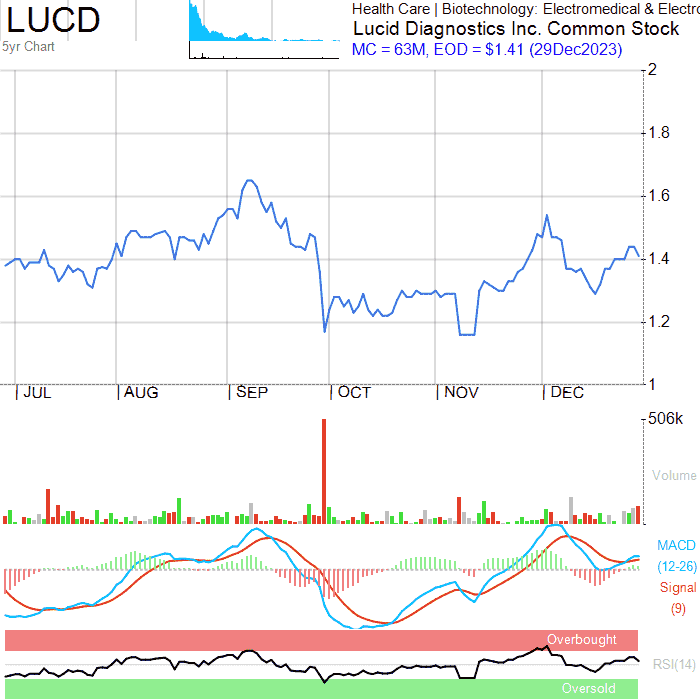 LUCD
5yr Chart
Health Care | Biotechnology: Electromedical & Electro
Lucid Diagnostics Inc. Common Stock
MC = 63M, EOD = $1.41 (29Dec2023)
2
1.8
1.6
1.4
1.2
1
JUL AUG SEP OCT NOV DEC
506k
Volume
MACD
(12-26)
Signal
(9)
Overbought
RSI(14)
Oversold